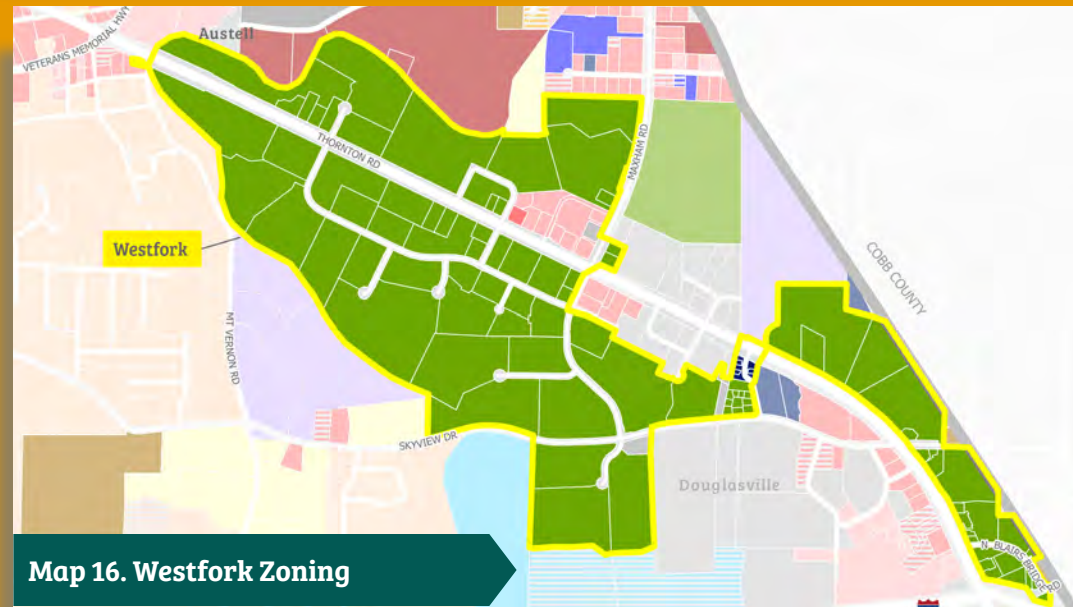 VETERANS MEMORIAL HWY
Austell
THORNTON RD
MAXHAM RD
Westfork
COBB COUNTY
MT VERNON RD
SKYVIEW DR
Douglasville
N. BLAIRS BRIDGE
Map 16. Westfork Zoning